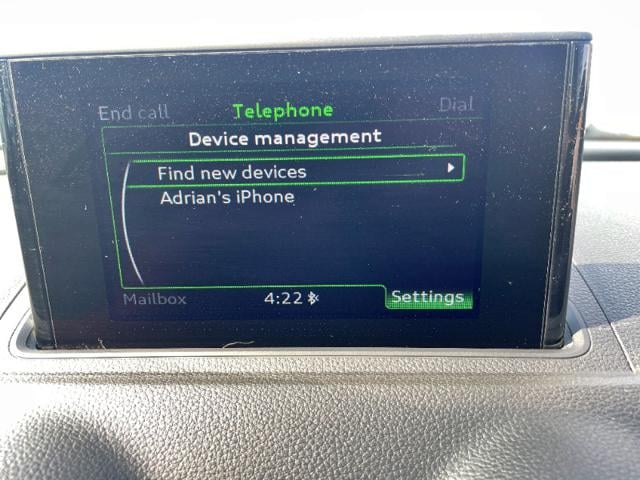 End call Telephone Dial
Device management
Find new devices
Adrian's iPhone
Mailbox 4:22 Settings